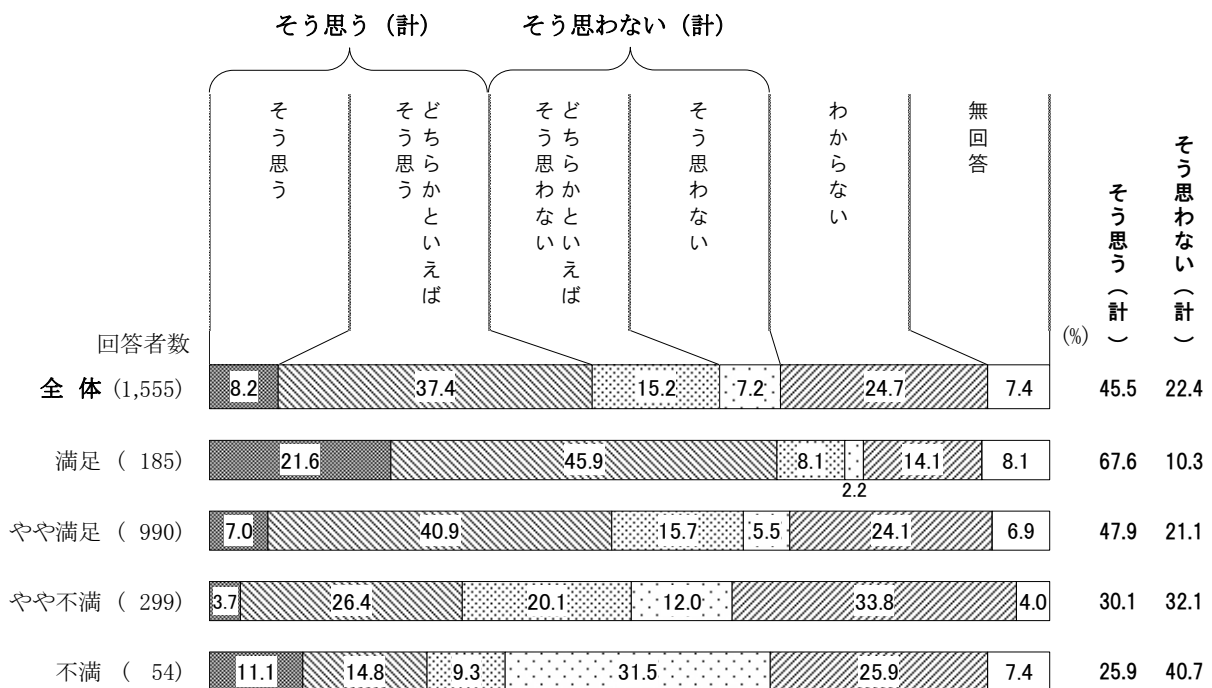 そう思う（計）
そう思わない（計）
そう思う
どちらかといえば
そう思う
どちらかといえば
そう思わない
そう思わない
わからない
無回答
そう思う（計）
そう思わない（計）
回答者数
(%)
全 体 (1,555) 8.2 37.4 15.2 7.2 24.7 7.4 45.5 22.4
満足 ( 185) 21.6 45.9 8.1 2.2 14.1 8.1 67.6 10.3
やや満足 ( 990) 7.0 40.9 15.7 5.5 24.1 6.9 47.9 21.1
やや不満 ( 299) 3.7 26.4 20.1 12.0 33.8 4.0 30.1 32.1
不満 ( 54) 11.1 14.8 9.3 31.5 25.9 7.4 25.9 40.7